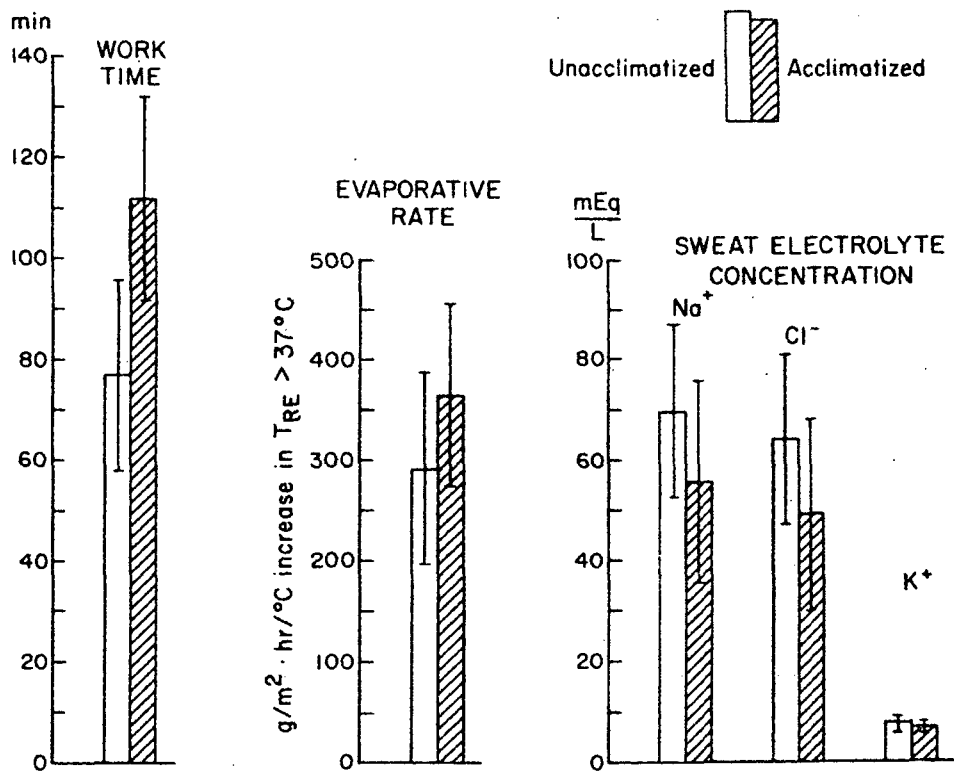 min
WORK
TIME
140
120
100
80
60
40
20
0
Unacclimatized
Acclimatized
EVAPORATIVE
RATE
g/m²·hr/°C increase in T_RE > 37°C
500
400
300
200
100
0
mEq
L
SWEAT ELECTROLYTE
CONCENTRATION
100
80
60
40
20
0
Na⁺
Cl⁻
K⁺